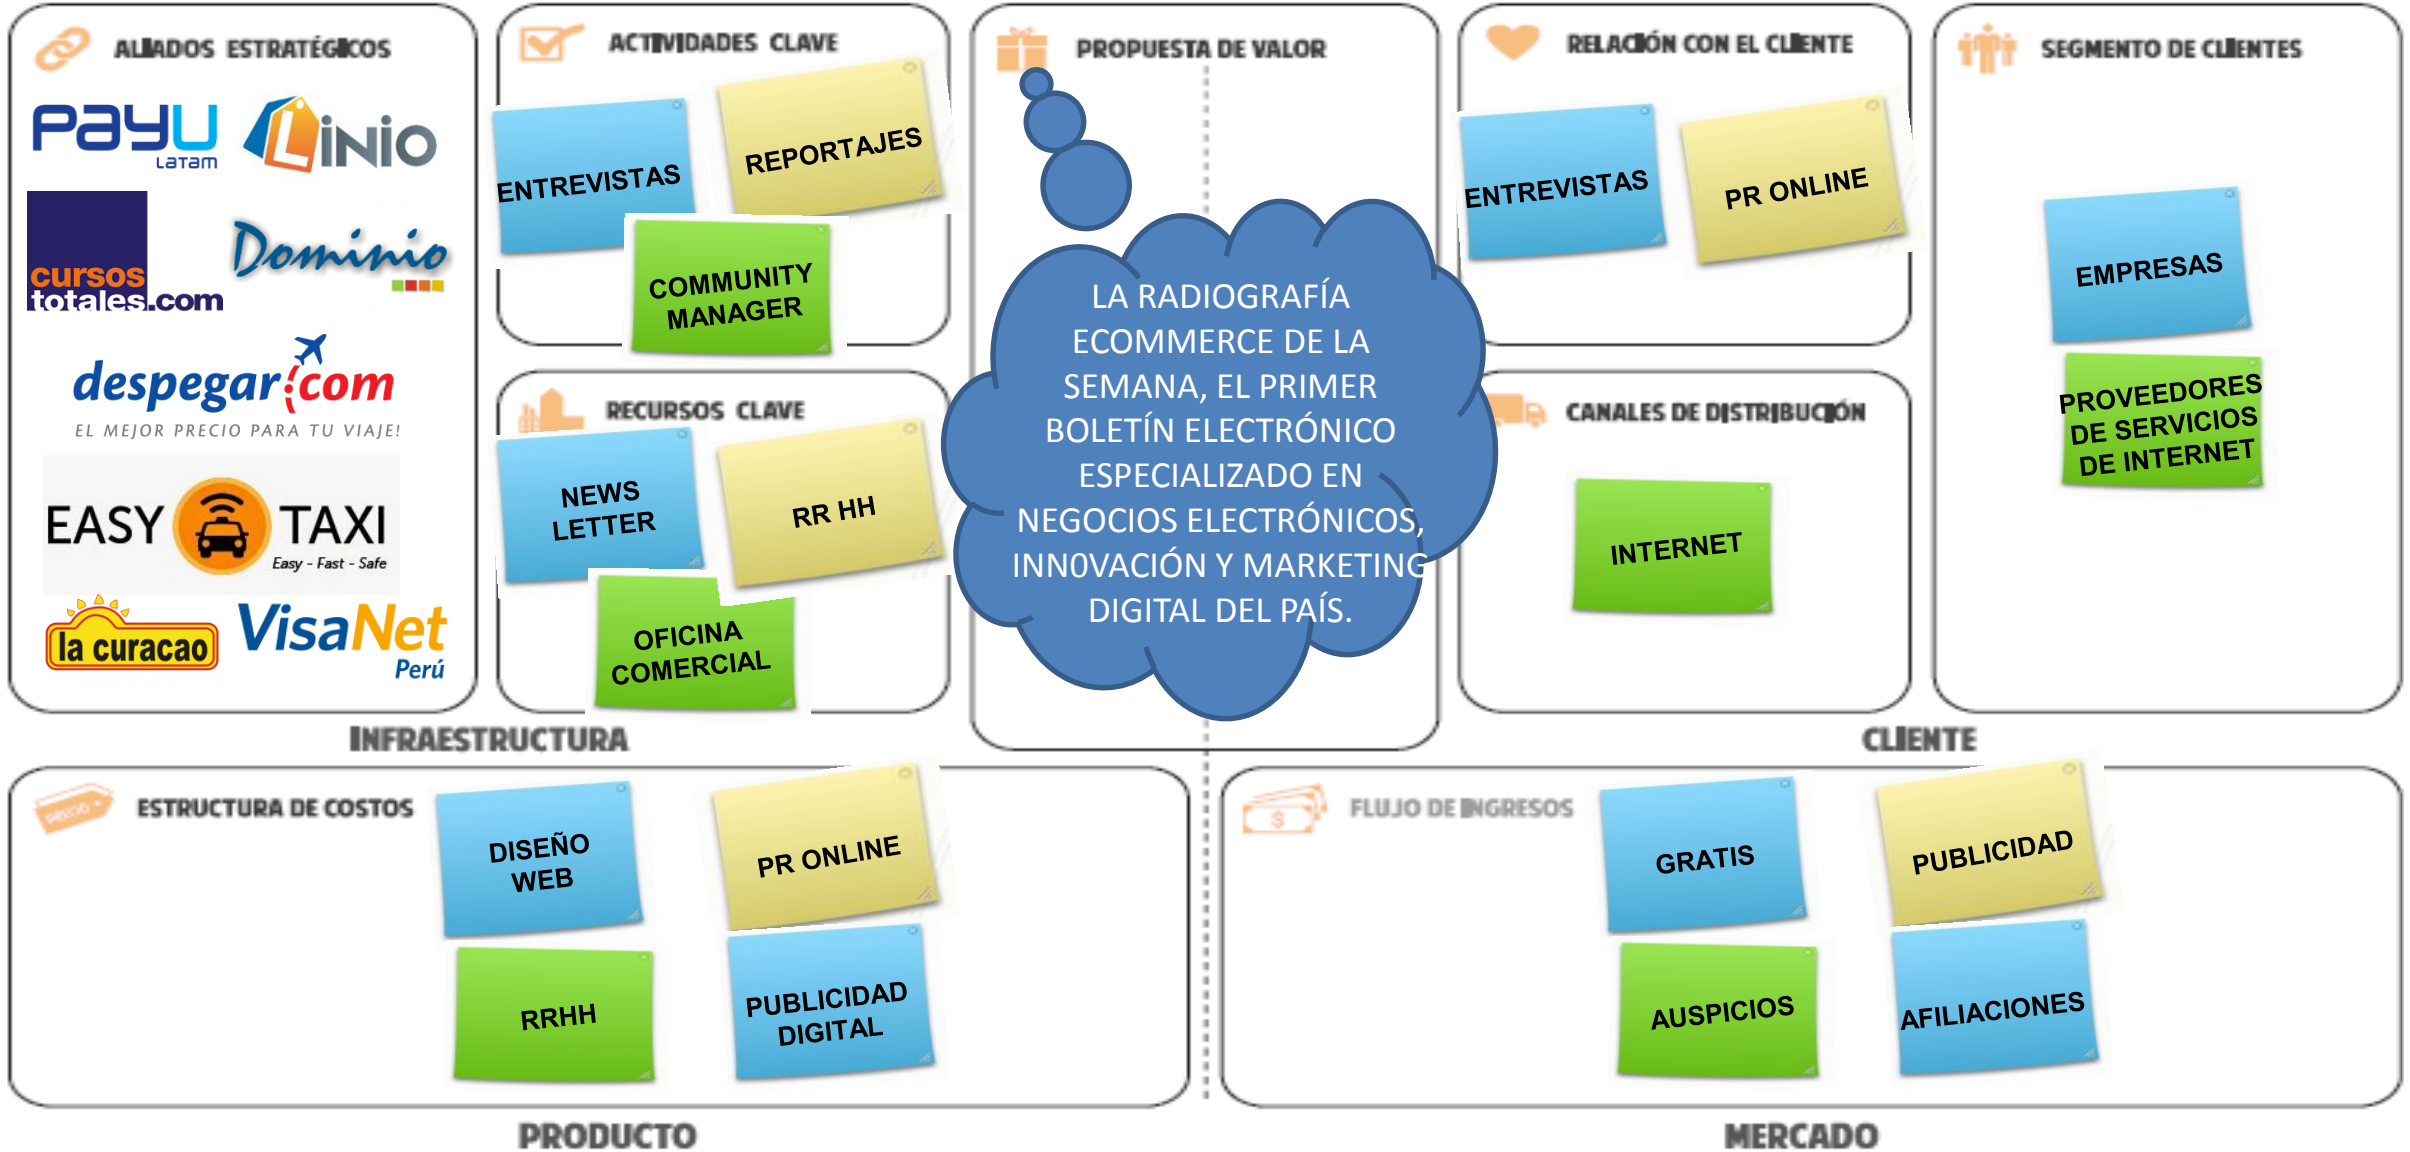 ALIADOS ESTRATÉGICOS
PayU
Latam
LINIO
cursos
totales.com
Dominio
despegar.com
EL MEJOR PRECIO PARA TU VIAJE!
EASY TAXI
Easy - Fast - Safe
la curacao
VisaNet
Perú
ACTIVIDADES CLAVE
ENTREVISTAS
REPORTAJES
COMMUNITY
MANAGER
RECURSOS CLAVE
NEWS
LETTER
RR HH
OFICINA
COMERCIAL
PROPUESTA DE VALOR
LA RADIOGRAFÍA
ECOMMERCE DE LA
SEMANA, EL PRIMER
BOLETÍN ELECTRÓNICO
ESPECIALIZADO EN
NEGOCIOS ELECTRÓNICOS,
INN0VACIÓN Y MARKETING
DIGITAL DEL PAÍS.
RELACIÓN CON EL CLIENTE
ENTREVISTAS
PR ONLINE
CANALES DE DISTRIBUCIÓN
INTERNET
SEGMENTO DE CLIENTES
EMPRESAS
PROVEEDORES
DE SERVICIOS
DE INTERNET
INFRAESTRUCTURA
CLIENTE
PRECIO
ESTRUCTURA DE COSTOS
DISEÑO
WEB
PR ONLINE
RRHH
PUBLICIDAD
DIGITAL
$
FLUJO DE INGRESOS
GRATIS
PUBLICIDAD
AUSPICIOS
AFILIACIONES
PRODUCTO
MERCADO